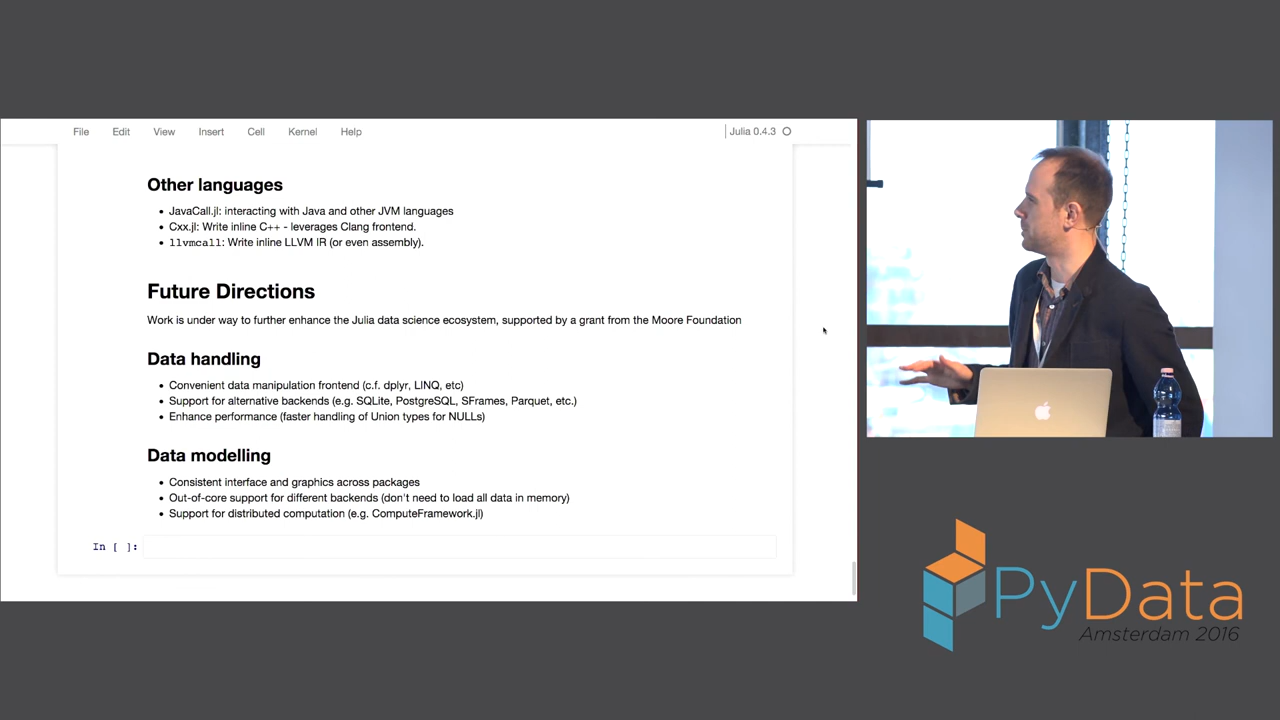 File Edit View Insert Cell Kernel Help
Julia 0.4.3
Other languages
JavaCall.jl: interacting with Java and other JVM languages
Cxx.jl: Write inline C++ - leverages Clang frontend.
llvmcall: Write inline LLVM IR (or even assembly).
Future Directions
Work is under way to further enhance the Julia data science ecosystem, supported by a grant from the Moore Foundation
Data handling
Convenient data manipulation frontend (c.f. dplyr, LINQ, etc)
Support for alternative backends (e.g. SQLite, PostgreSQL, SFrames, Parquet, etc.)
Enhance performance (faster handling of Union types for NULLs)
Data modelling
Consistent interface and graphics across packages
Out-of-core support for different backends (don't need to load all data in memory)
Support for distributed computation (e.g. ComputeFramework.jl)
In [ ]:
PyData
Amsterdam 2016